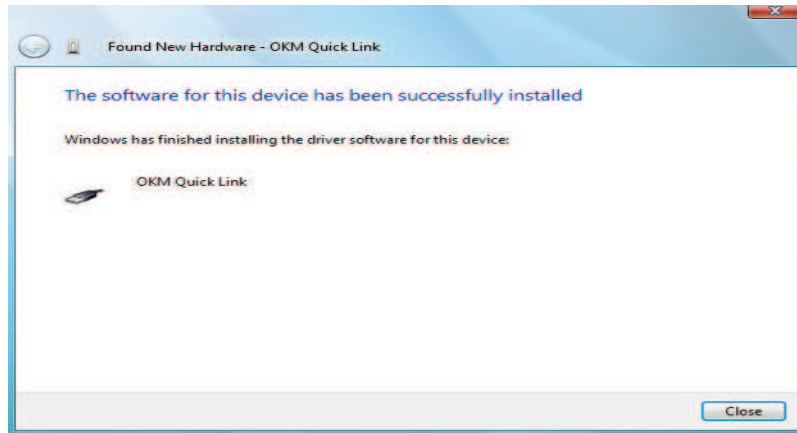 Found New Hardware - OKM Quick Link
The software for this device has been successfully installed
Windows has finished installing the driver software for this device:
OKM Quick Link
Close